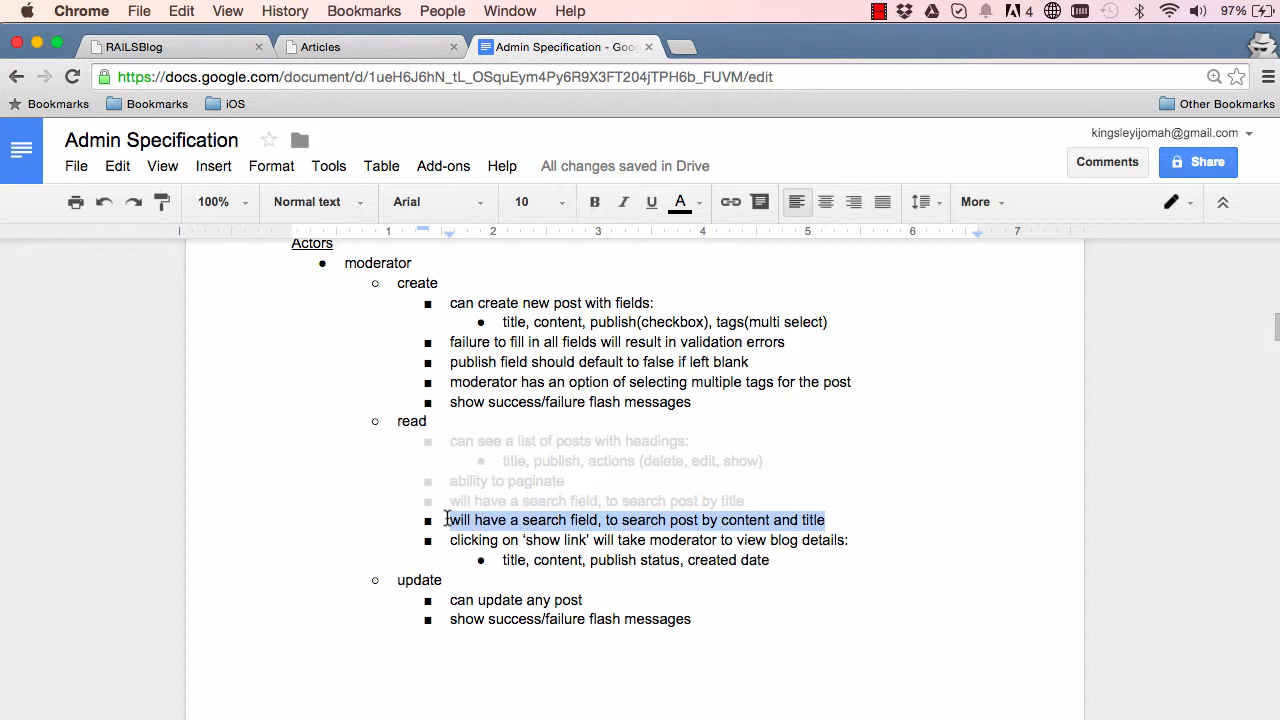 Chrome File Edit View History Bookmarks People Window Help 4 97%
RAILSBlog Articles Admin Specification - Goo
https://docs.google.com/document/d/1ueH6J6hN_tL_OSquEym4Py6R9X3FT204jTPH6b_FUVM/edit
Bookmarks Bookmarks iOS Other Bookmarks
Admin Specification kingsleyijomah@gmail.com
File Edit View Insert Format Tools Table Add-ons Help All changes saved in Drive Comments Share
100% Normal text Arial 10 B I U A More
1 2 3 4 5 6 7
Actors
moderator
create
can create new post with fields:
title, content, publish(checkbox), tags(multi select)
failure to fill in all fields will result in validation errors
publish field should default to false if left blank
moderator has an option of selecting multiple tags for the post
show success/failure flash messages
read
can see a list of posts with headings:
title, publish, actions (delete, edit, show)
ability to paginate
will have a search field, to search post by title
will have a search field, to search post by content and title
clicking on ‘show link’ will take moderator to view blog details:
title, content, publish status, created date
update
can update any post
show success/failure flash messages